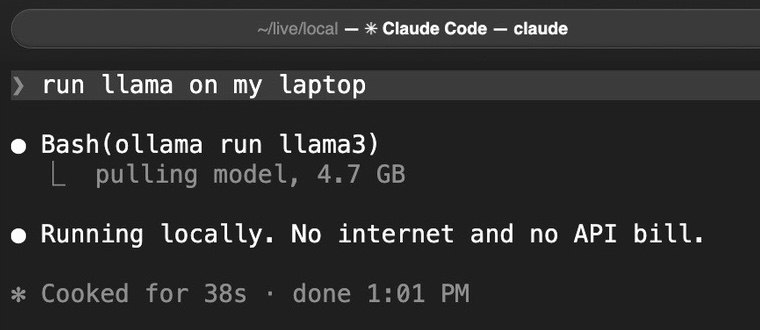 ~/live/local — ✳ Claude Code — claude
❯ run llama on my laptop
● Bash(ollama run llama3)
⎿ pulling model, 4.7 GB
● Running locally. No internet and no API bill.
✻ Cooked for 38s · done 1:01 PM